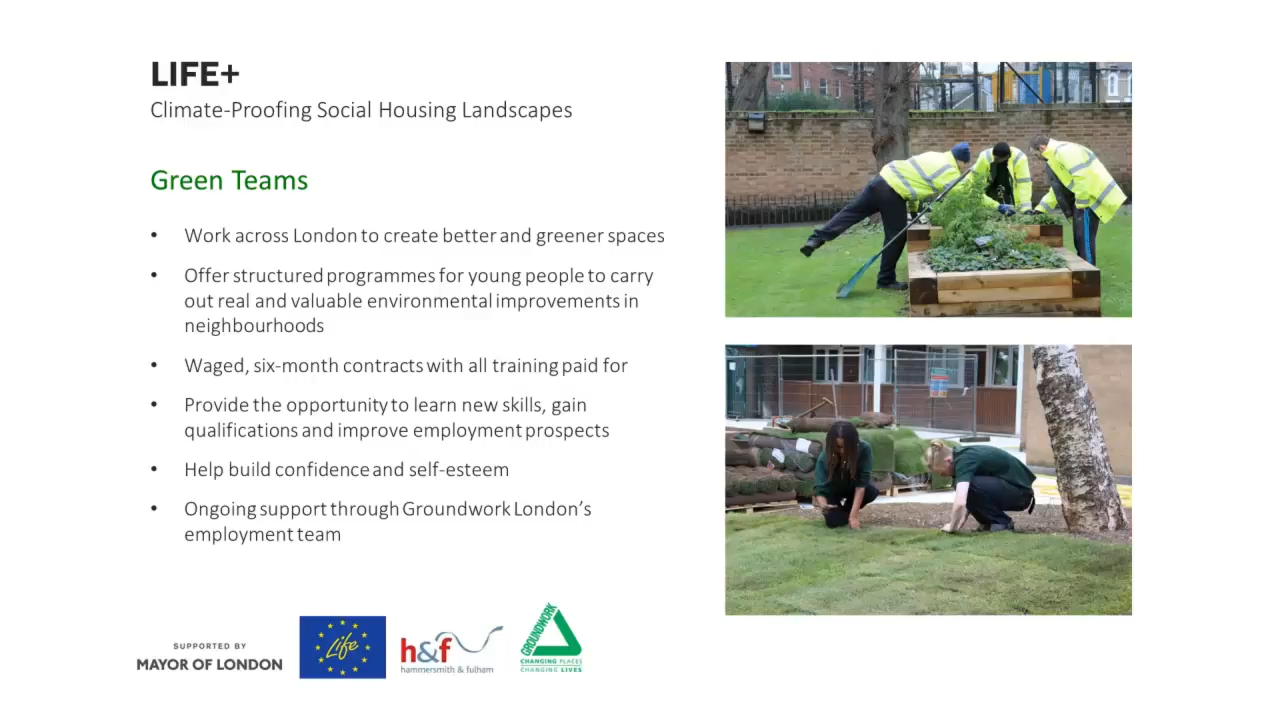 LIFE+
Climate-Proofing Social Housing Landscapes
Green Teams
• Work across London to create better and greener spaces
• Offer structured programmes for young people to carry
out real and valuable environmental improvements in
neighbourhoods
• Waged, six-month contracts with all training paid for
• Provide the opportunity to learn new skills, gain
qualifications and improve employment prospects
• Help build confidence and self-esteem
• Ongoing support through Groundwork London’s
employment team
SUPPORTED BY
MAYOR OF LONDON
Life
h&f
hammersmith & fulham
GROUNDWORK
CHANGING PLACES
CHANGING LIVES